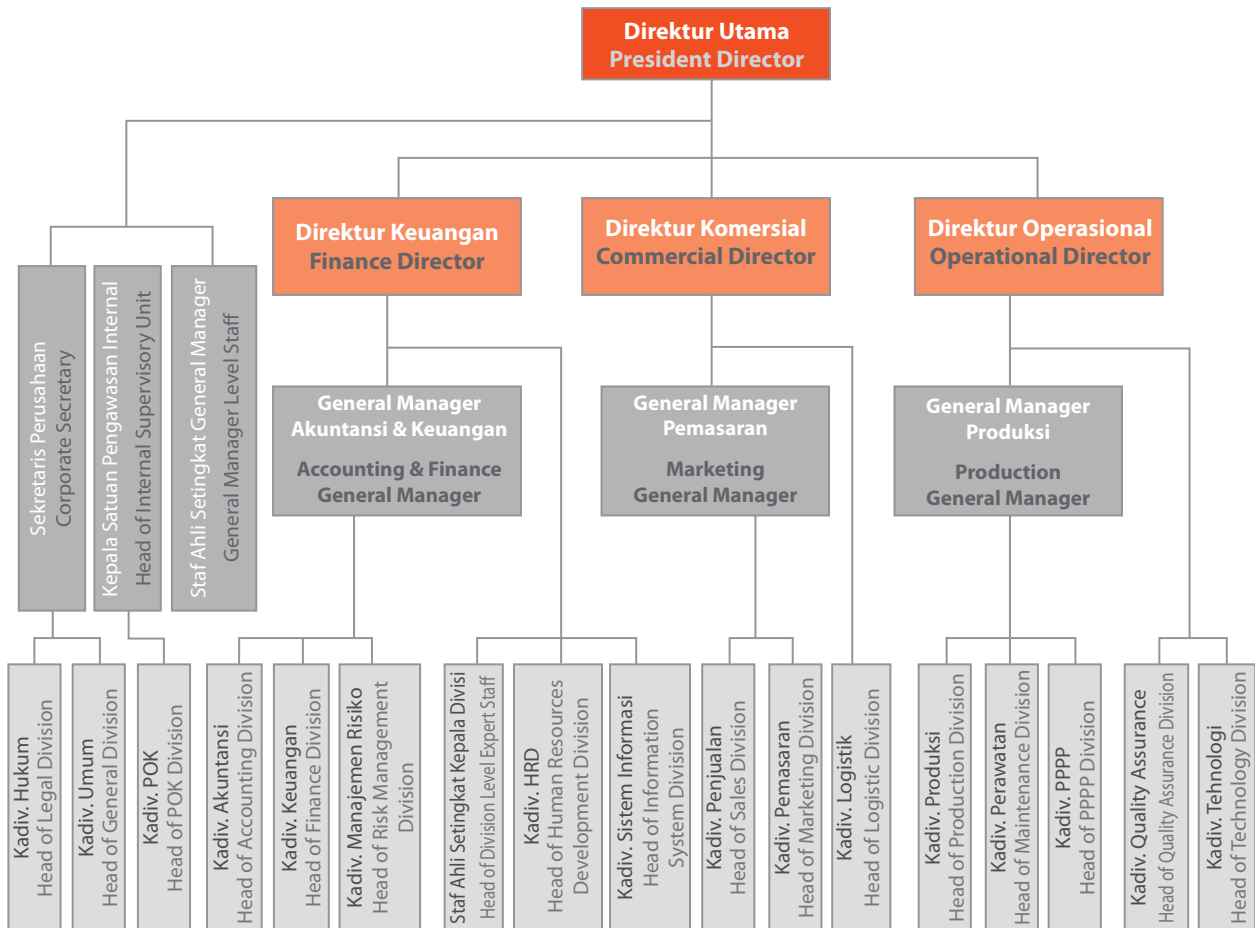 Direktur Utama
President Director
Direktur Keuangan
Finance Director
Direktur Komersial
Commercial Director
Direktur Operasional
Operational Director
Sekretaris Perusahaan
Corporate Secretary
Kepala Satuan Pengawasan Internal
Head of Internal Supervisory Unit
Staf Ahli Setingkat General Manager
General Manager Level Staff
General Manager
Akuntansi & Keuangan
Accounting & Finance
General Manager
General Manager
Pemasaran
Marketing
General Manager
General Manager
Produksi
Production
General Manager
Kadiv. Hukum
Head of Legal Division
Kadiv. Umum
Head of General Division
Kadiv. POK
Head of POK Division
Kadiv. Akuntansi
Head of Accounting Division
Kadiv. Keuangan
Head of Finance Division
Kadiv. Manajemen Risiko
Head of Risk Management
Division
Staf Ahli Setingkat Kepala Divisi
Head of Division Level Expert Staff
Kadiv. HRD
Head of Human Resources
Development Division
Kadiv. Sistem Informasi
Head of Information
System Division
Kadiv. Penjualan
Head of Sales Division
Kadiv. Pemasaran
Head of Marketing Division
Kadiv. Logistik
Head of Logistic Division
Kadiv. Produksi
Head of Production Division
Kadiv. Perawatan
Head of Maintenance Division
Kadiv. PPPP
Head of PPPP Division
Kadiv. Quality Assurance
Head of Quality Assurance Division
Kadiv. Tehnologi
Head of Technology Division